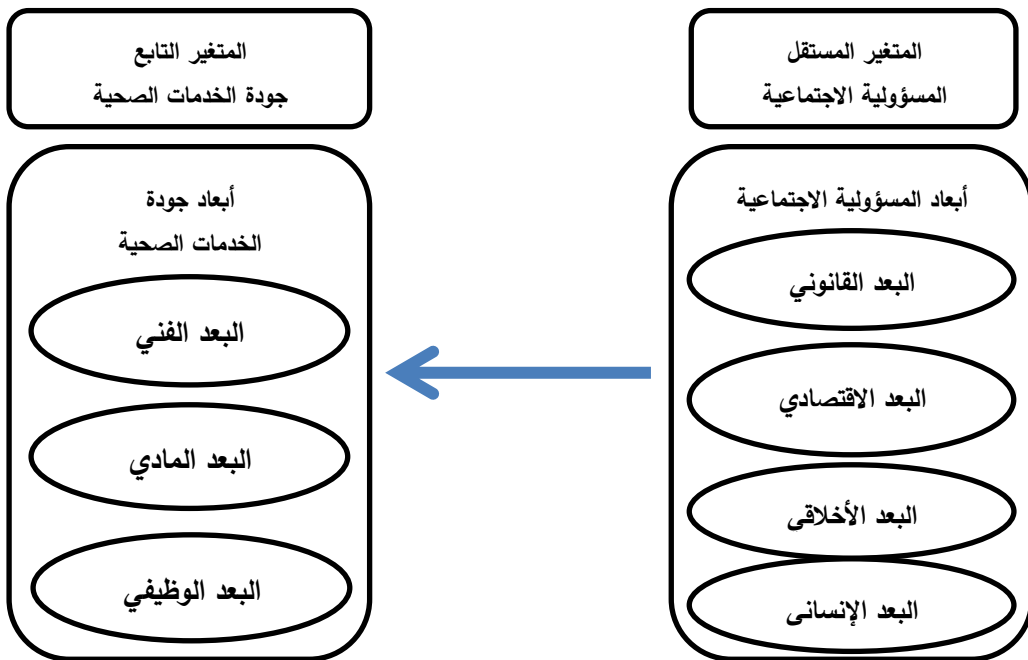 المتغير المستقل
المسؤولية الاجتماعية
أبعاد المسؤولية الاجتماعية
البعد القانوني
البعد الاقتصادي
البعد الأخلاقى
البعد الإنسانى
المتغير التابع
جودة الخدمات الصحية
أبعاد جودة
الخدمات الصحية
البعد الفني
البعد المادي
البعد الوظيفي